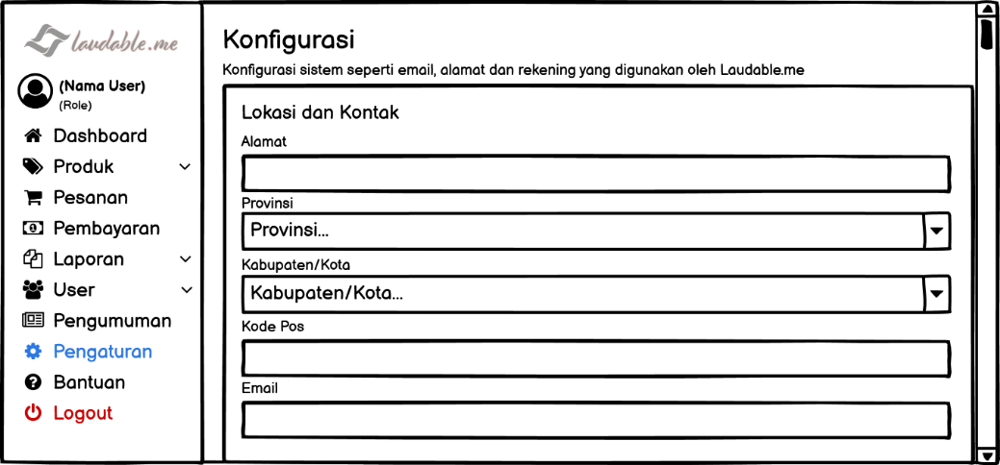 laudable.me
(Nama User)
(Role)
Dashboard
Produk
Pesanan
Pembayaran
Laporan
User
Pengumuman
Pengaturan
Bantuan
Logout
Konfigurasi
Konfigurasi sistem seperti email, alamat dan rekening yang digunakan oleh Laudable.me
Lokasi dan Kontak
Alamat
Provinsi
Provinsi...
Kabupaten/Kota
Kabupaten/Kota...
Kode Pos
Email